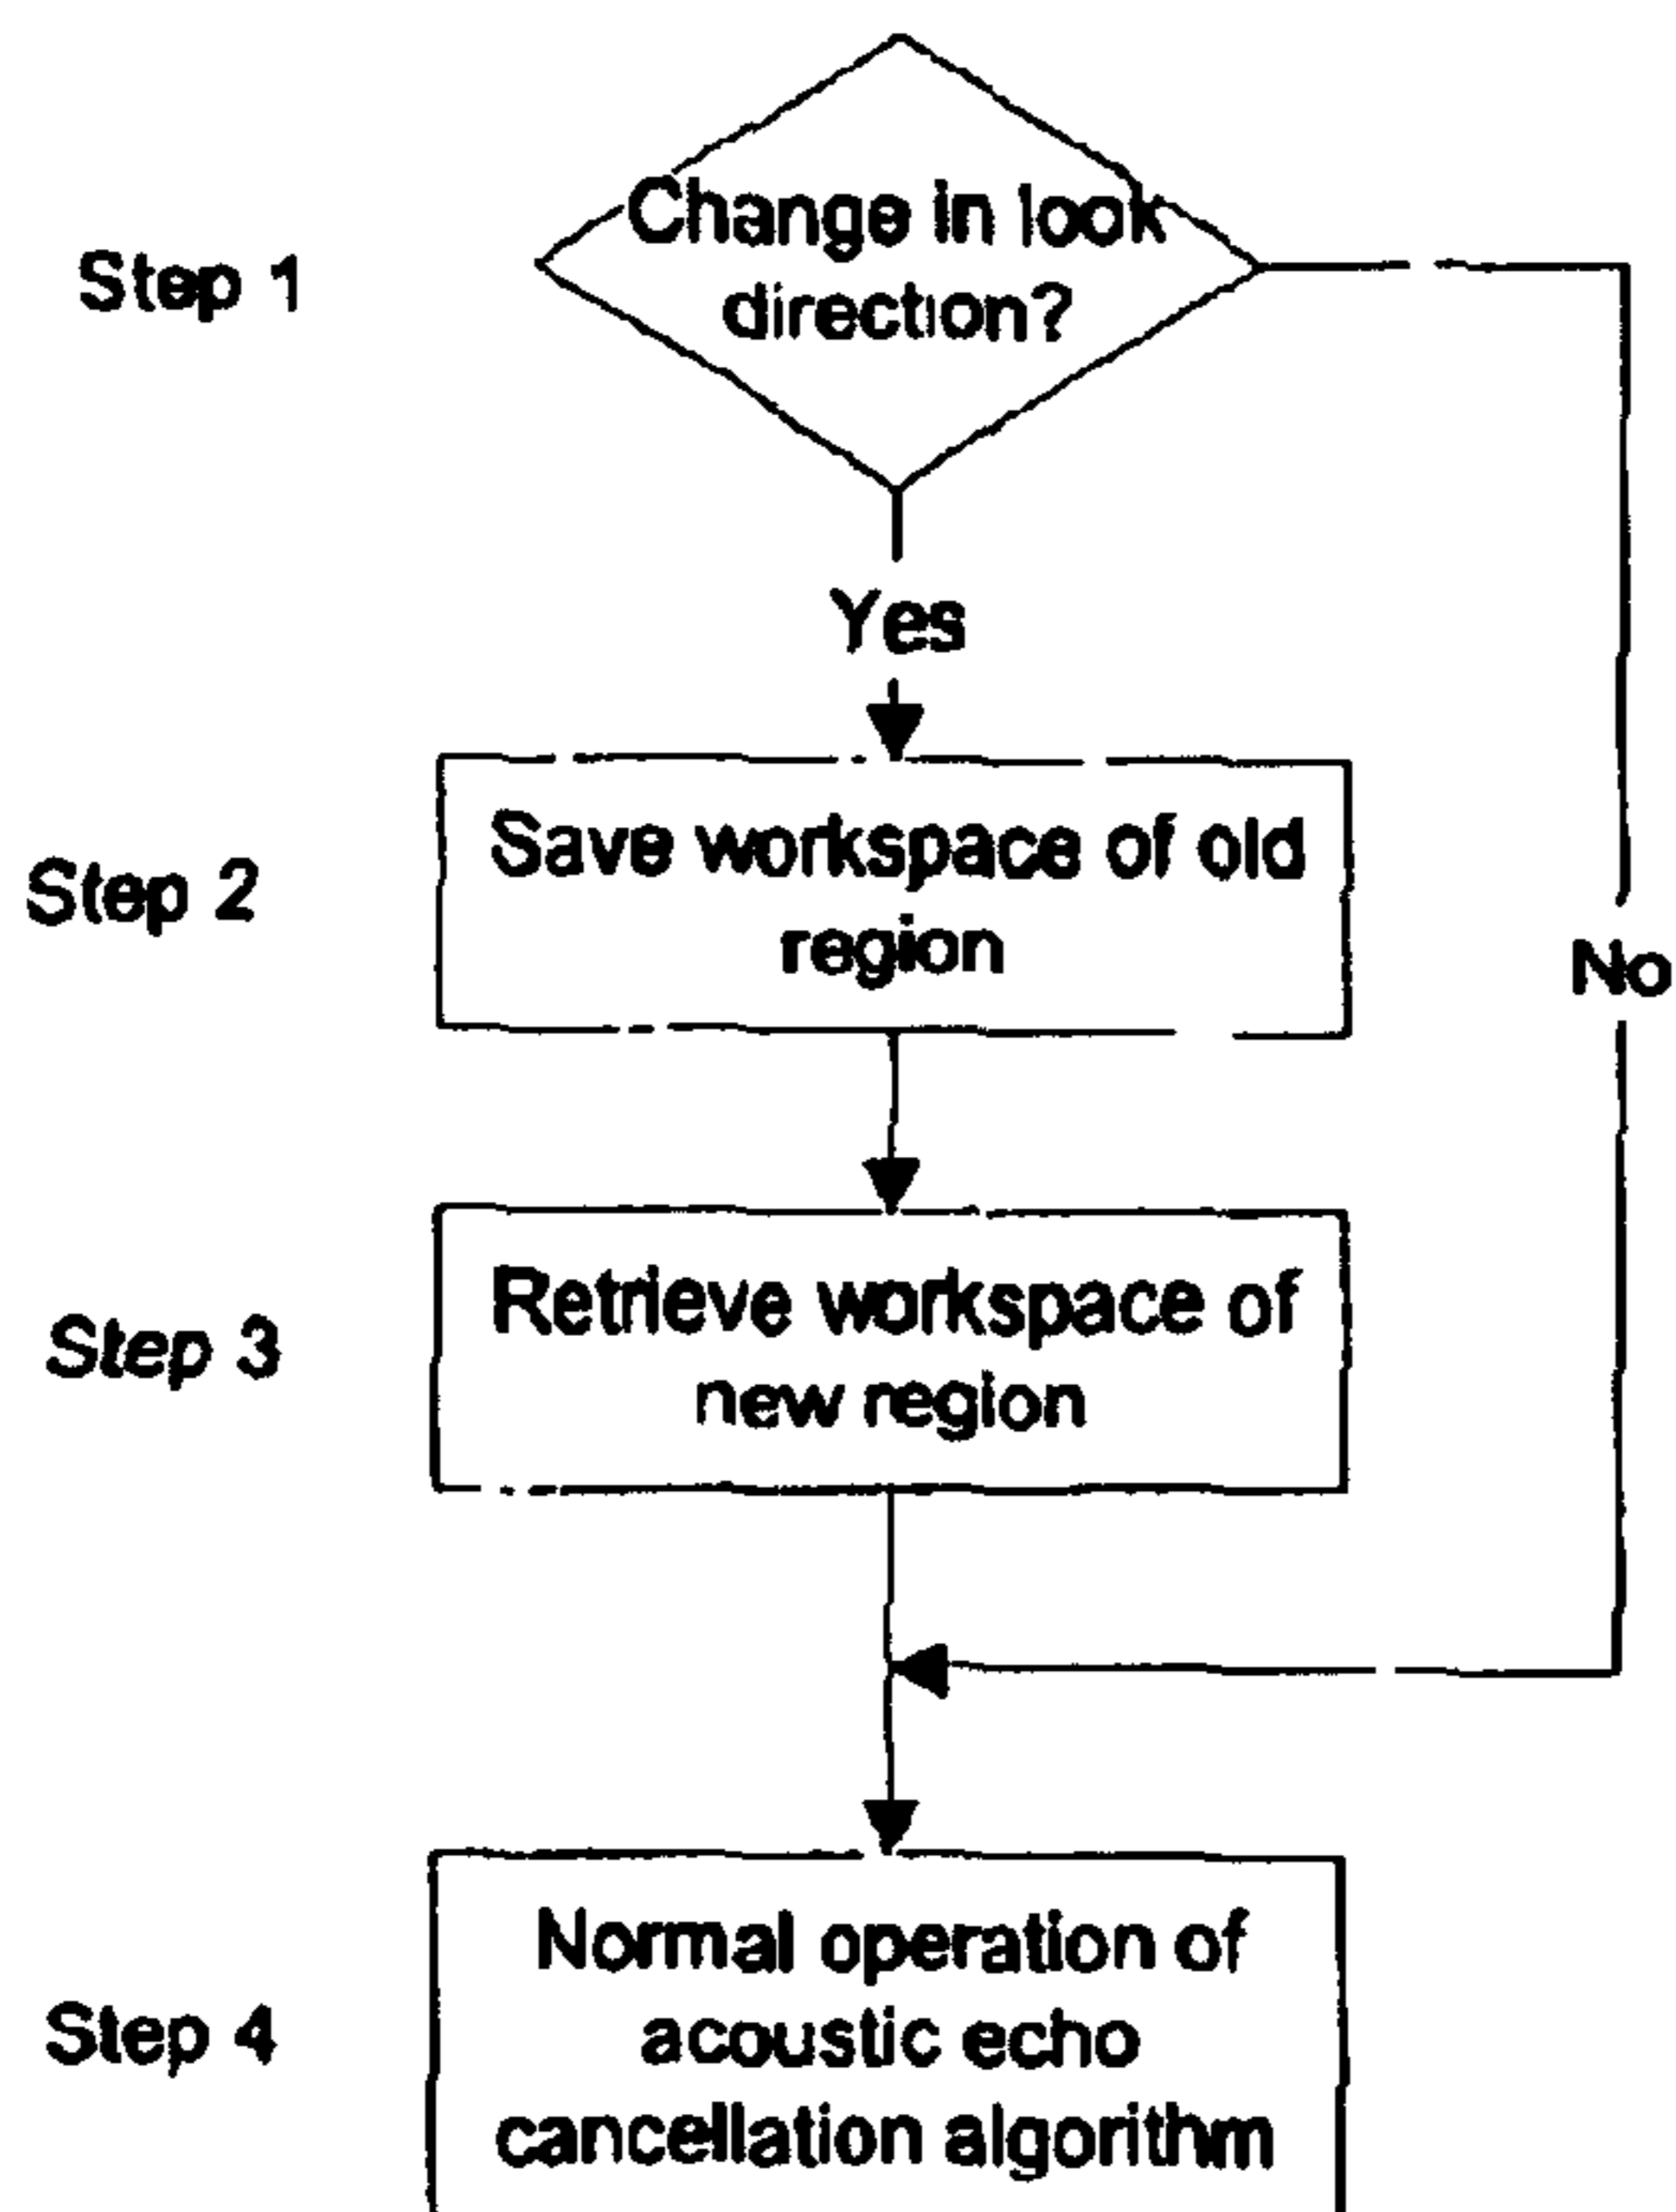 Change in look
Step 1
direction?
Yes
Save workspace of old
Step 2
region
No
Retrieve workspace of
Step 3
new region
Normal operation of
Step 4
acoustic echo
cancellation algorithm